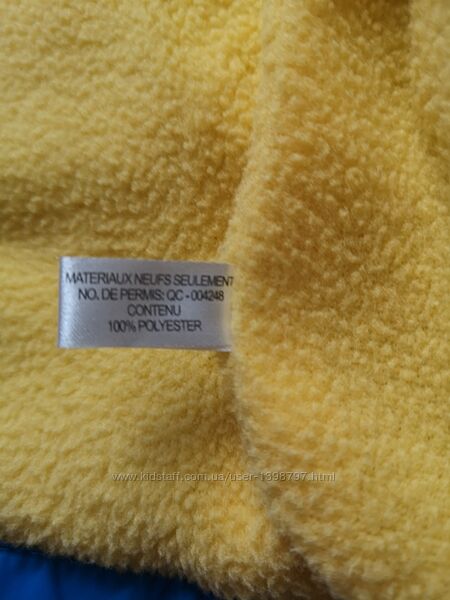 MATERIAUX NEUFS SEULEMENT
NO. DE PERMIS: QC - 004248
CONTENU
100% POLYESTER
www.kidstaff.com.ua/user-1398797.html